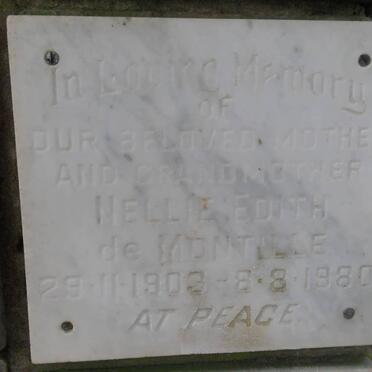 In Loving Memory
of
OUR BELOVED MOTHER
AND GRANDMOTHER
NELLIE EDITH
de MONTILLE
29·11·1903 - 8·8·1980
AT PEACE